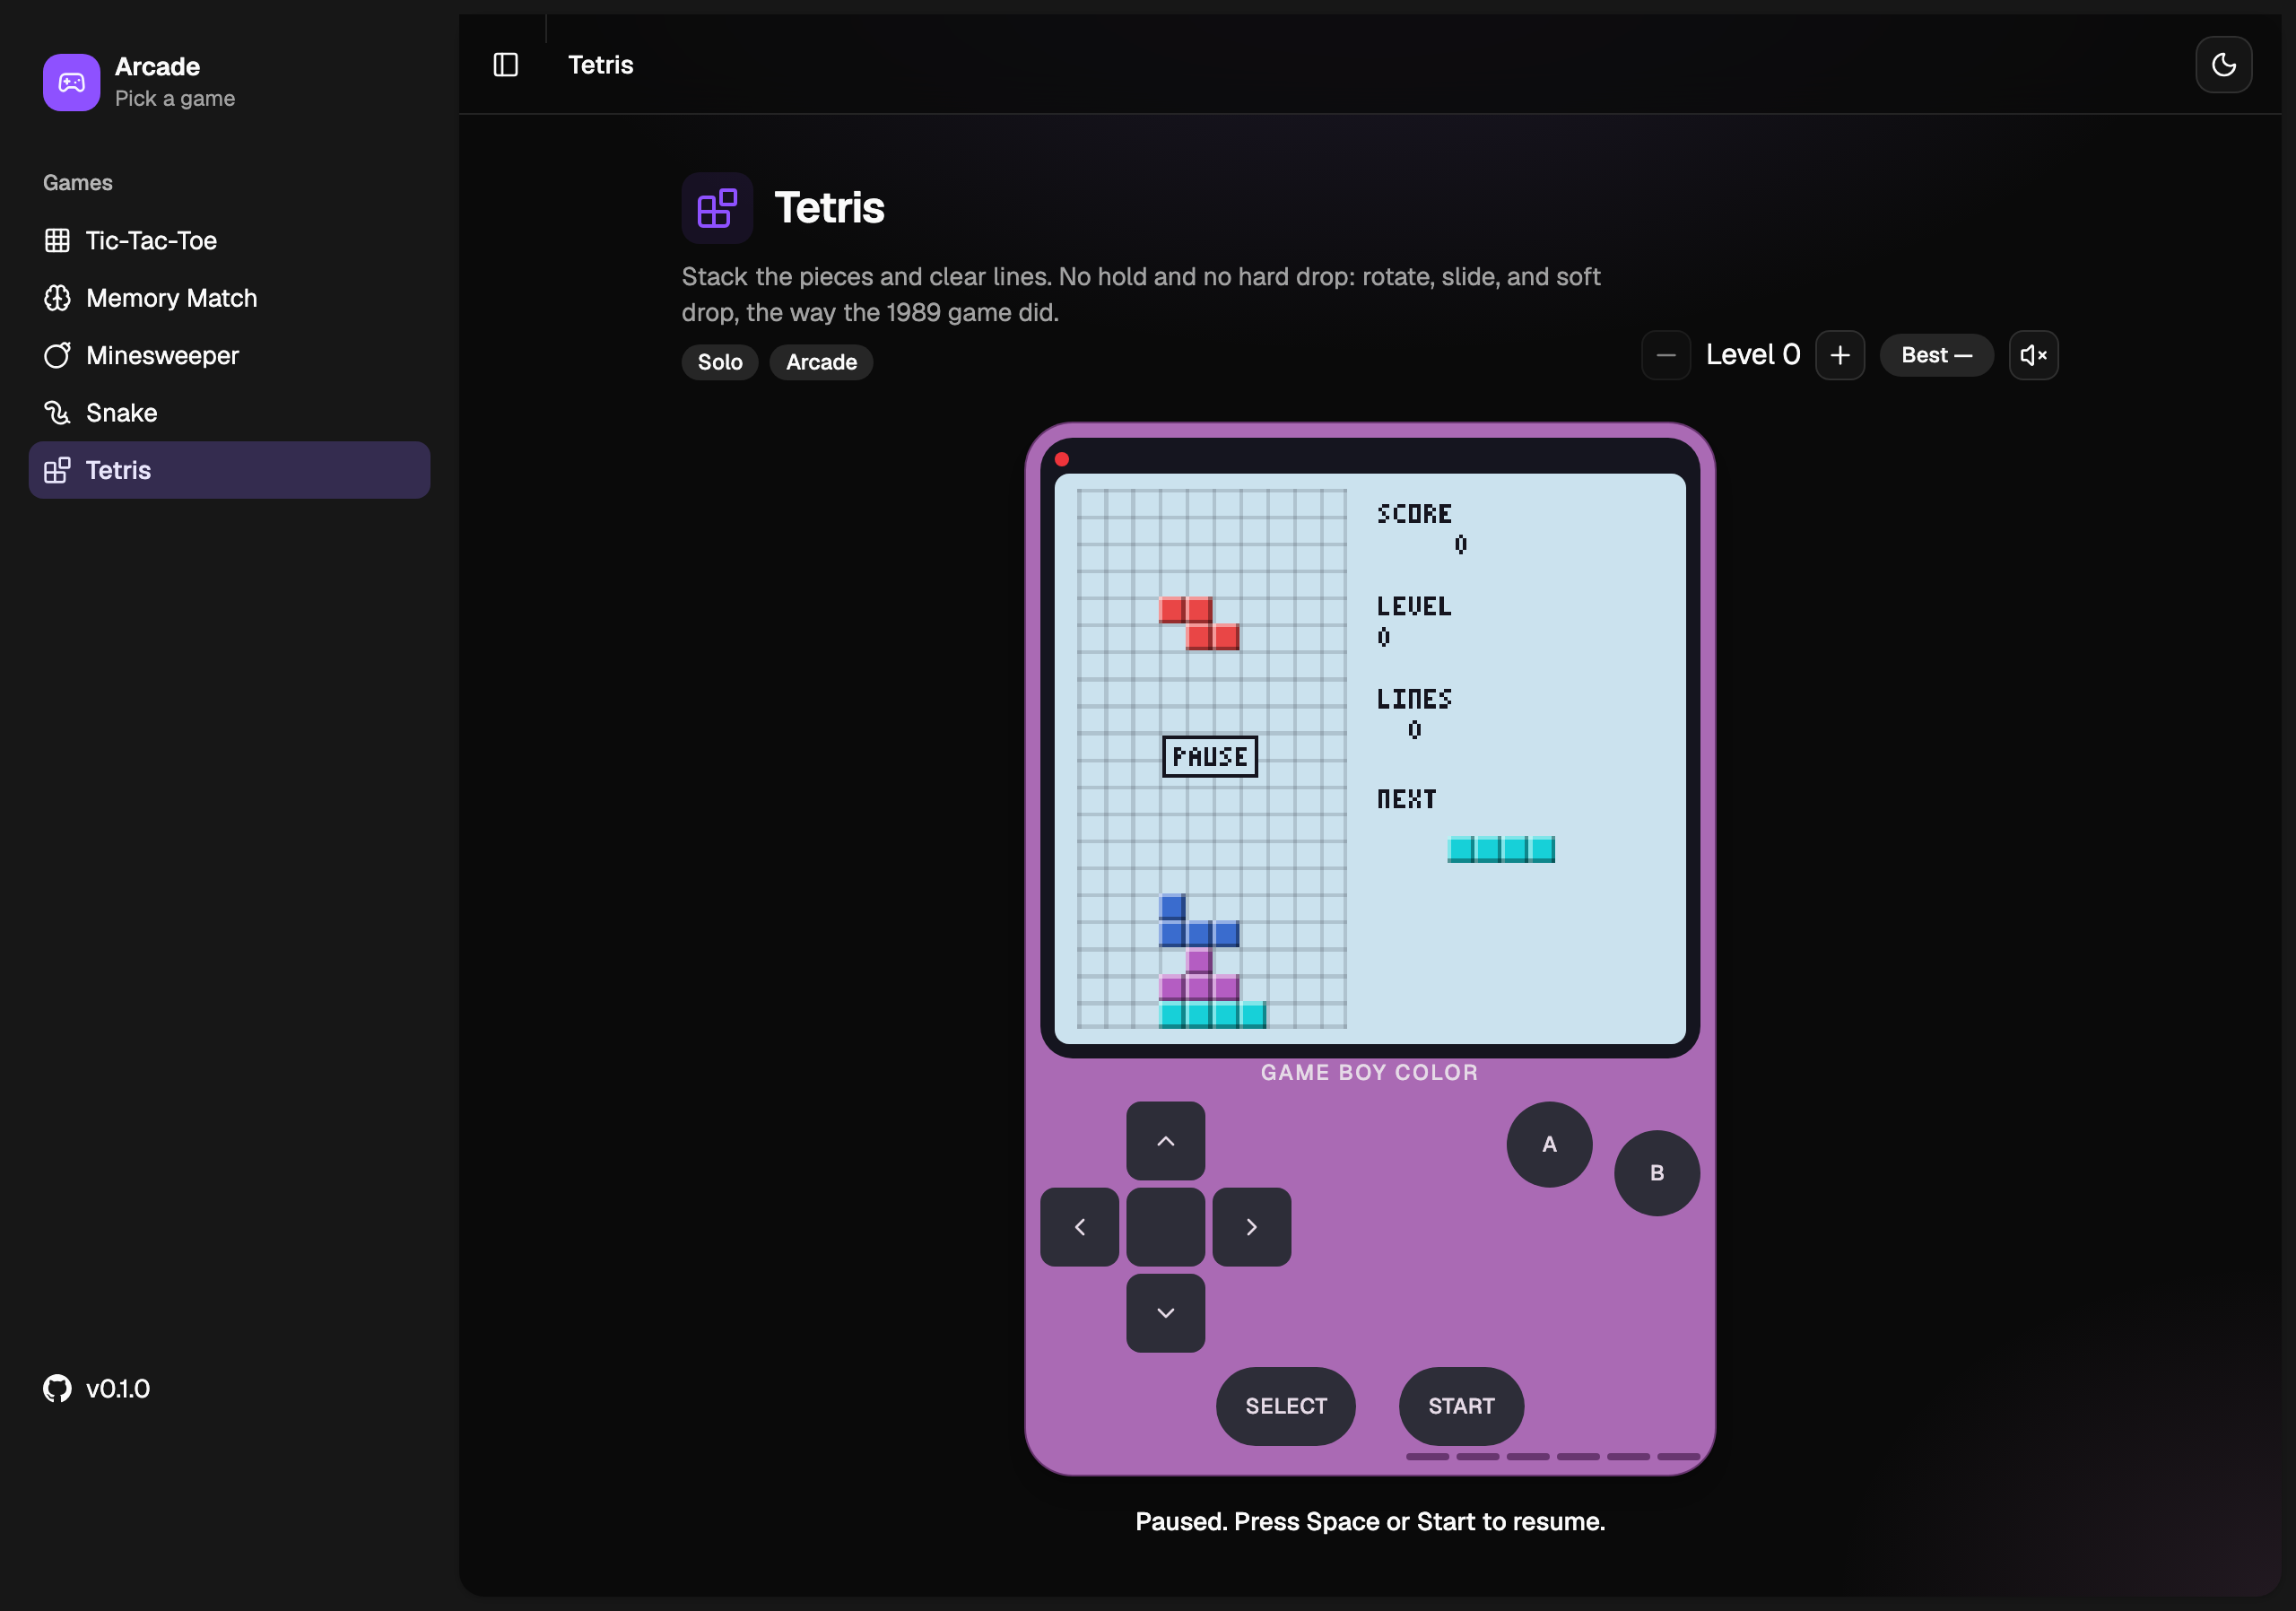 Arcade
Pick a game
Games
Tic-Tac-Toe
Memory Match
Minesweeper
Snake
Tetris
v0.1.0
Tetris
Tetris
Stack the pieces and clear lines. No hold and no hard drop: rotate, slide, and soft
drop, the way the 1989 game did.
Solo Arcade
Level 0 Best —
SCORE
0
LEVEL
0
LINES
0
PAUSE
NEXT
GAME BOY COLOR
A
B
SELECT START
Paused. Press Space or Start to resume.